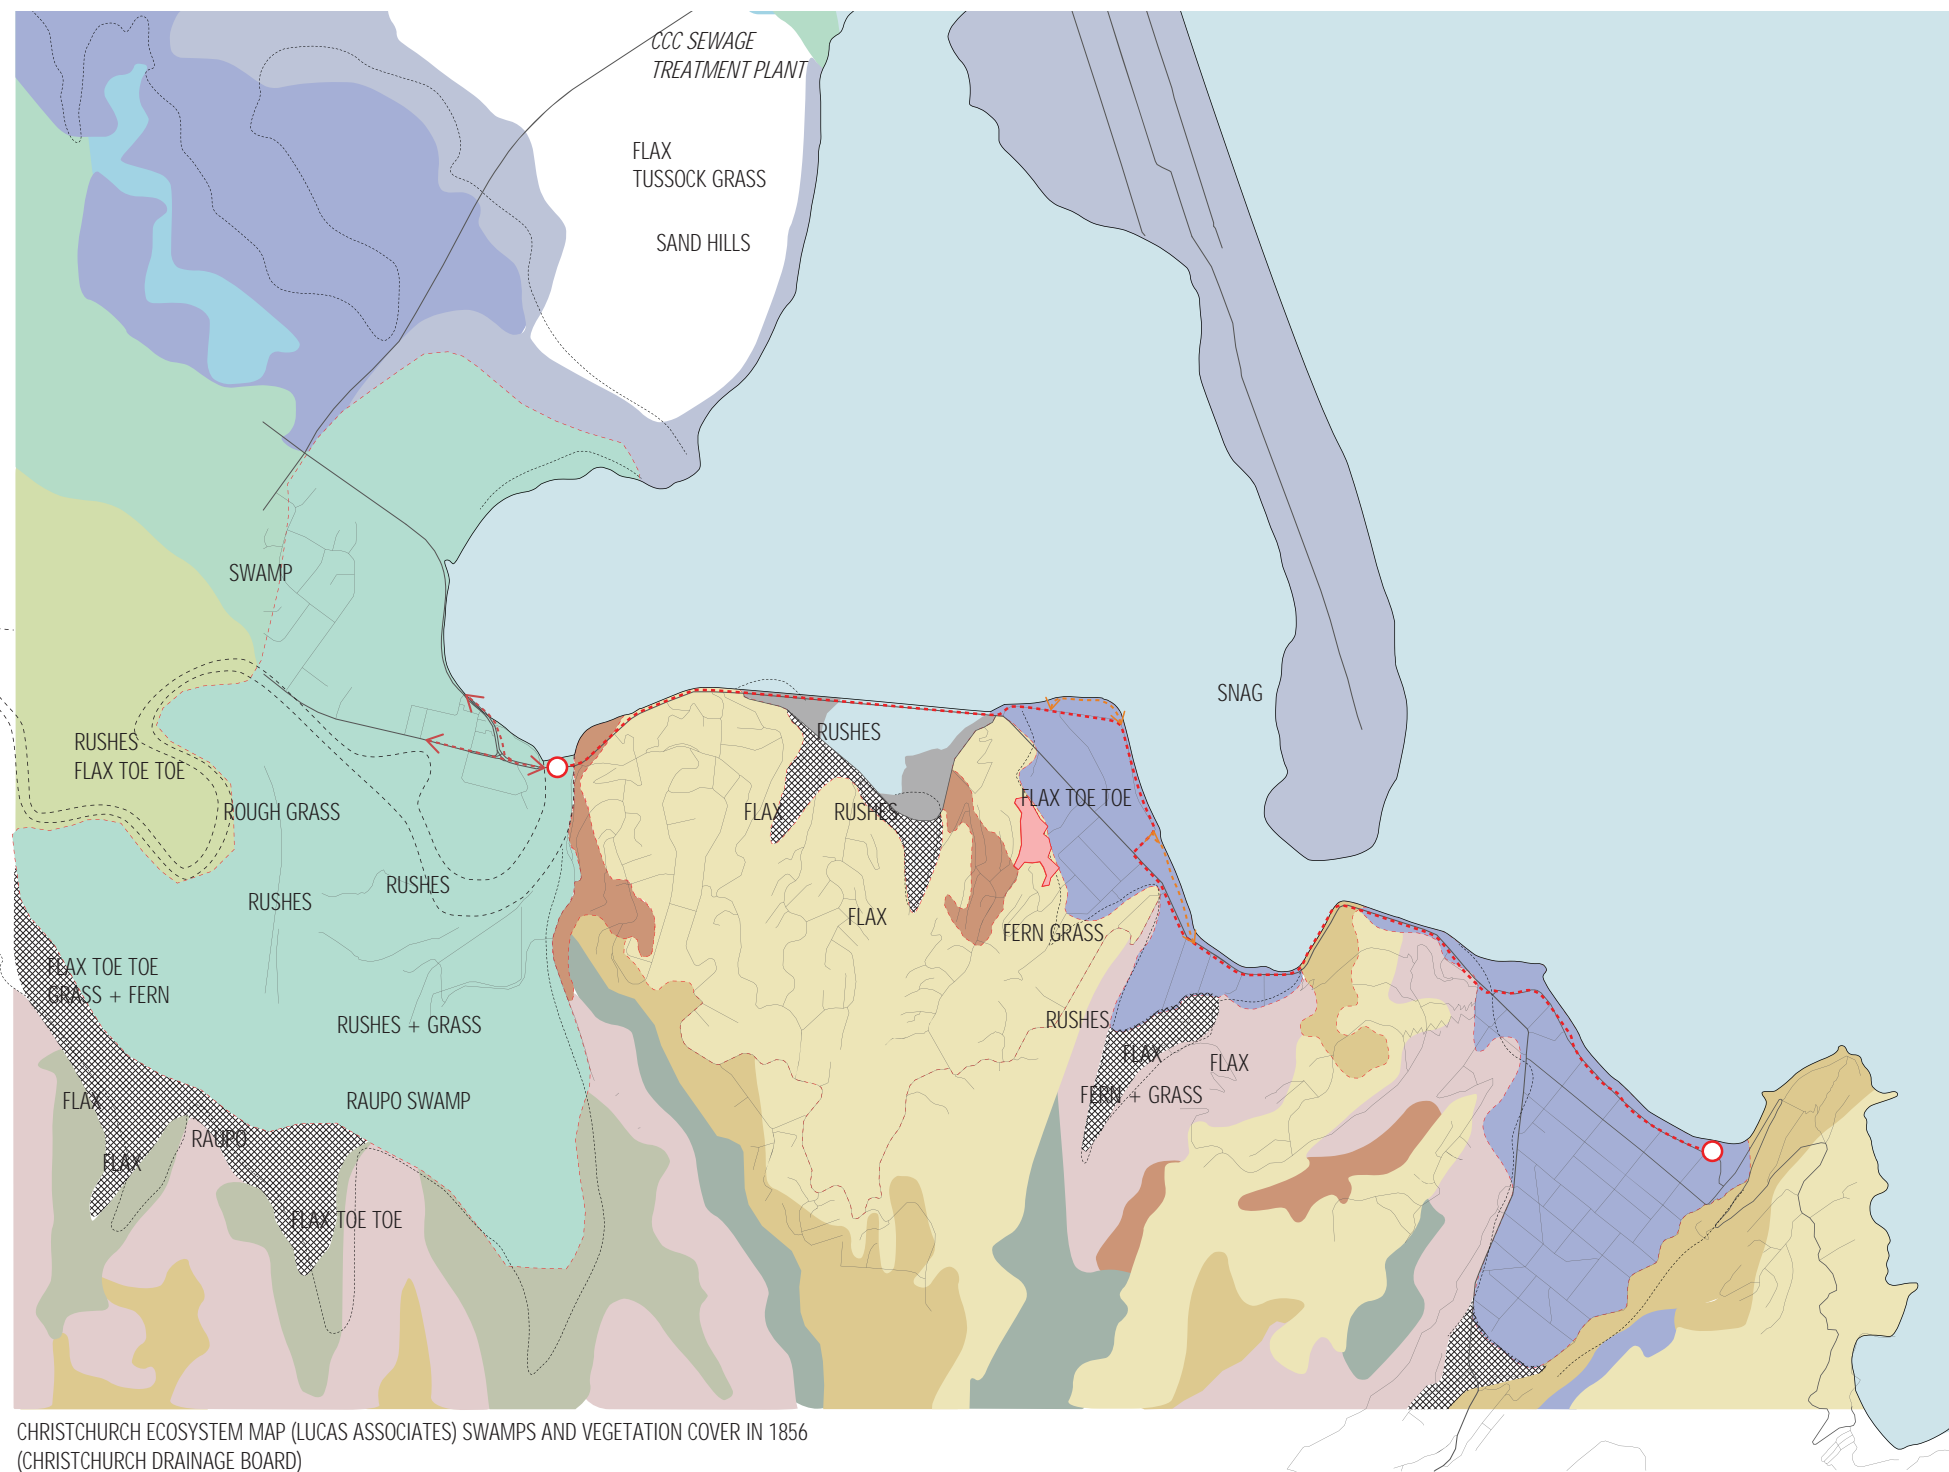 CCC SEWAGE
TREATMENT PLANT
FLAX
TUSSOCK GRASS
SAND HILLS
SWAMP
SNAG
RUSHES
RUSHES
FLAX TOE TOE
FLAX TOE TOE
ROUGH GRASS
FLAX
RUSHES
RUSHES
RUSHES
FLAX
FERN GRASS
FLAX TOE TOE
GRASS + FERN
RUSHES + GRASS
RUSHES
FLAX
FLAX
FERN + GRASS
FLAX
RAUPO SWAMP
RAUPO
FLAX
FLAX TOE TOE
CHRISTCHURCH ECOSYSTEM MAP (LUCAS ASSOCIATES) SWAMPS AND VEGETATION COVER IN 1856
(CHRISTCHURCH DRAINAGE BOARD)